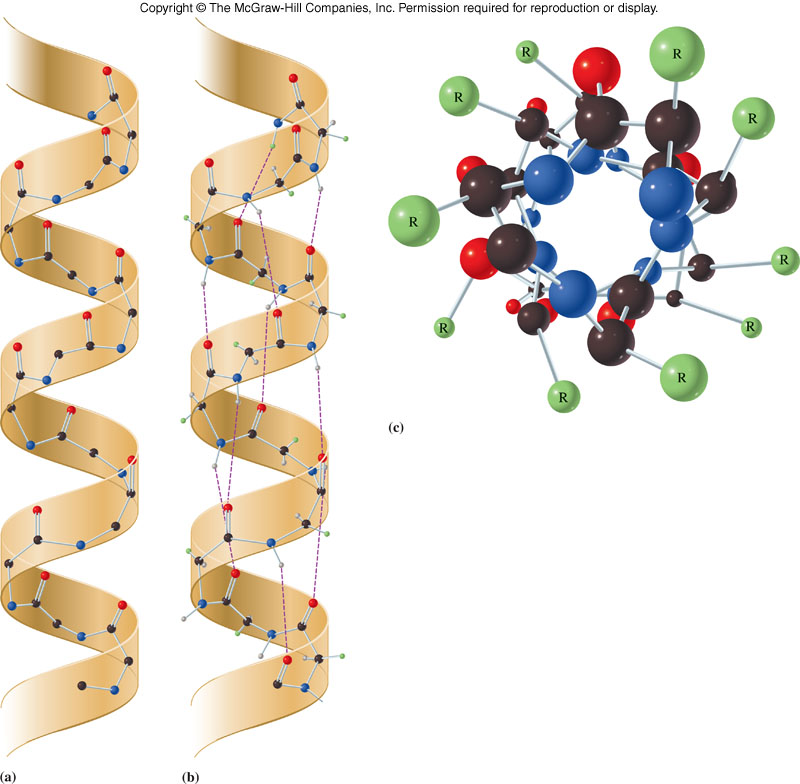 Copyright © The McGraw-Hill Companies, Inc. Permission required for reproduction or display.
R
R
R
R
R
R
R
R
R
R
(c)
(a)
(b)